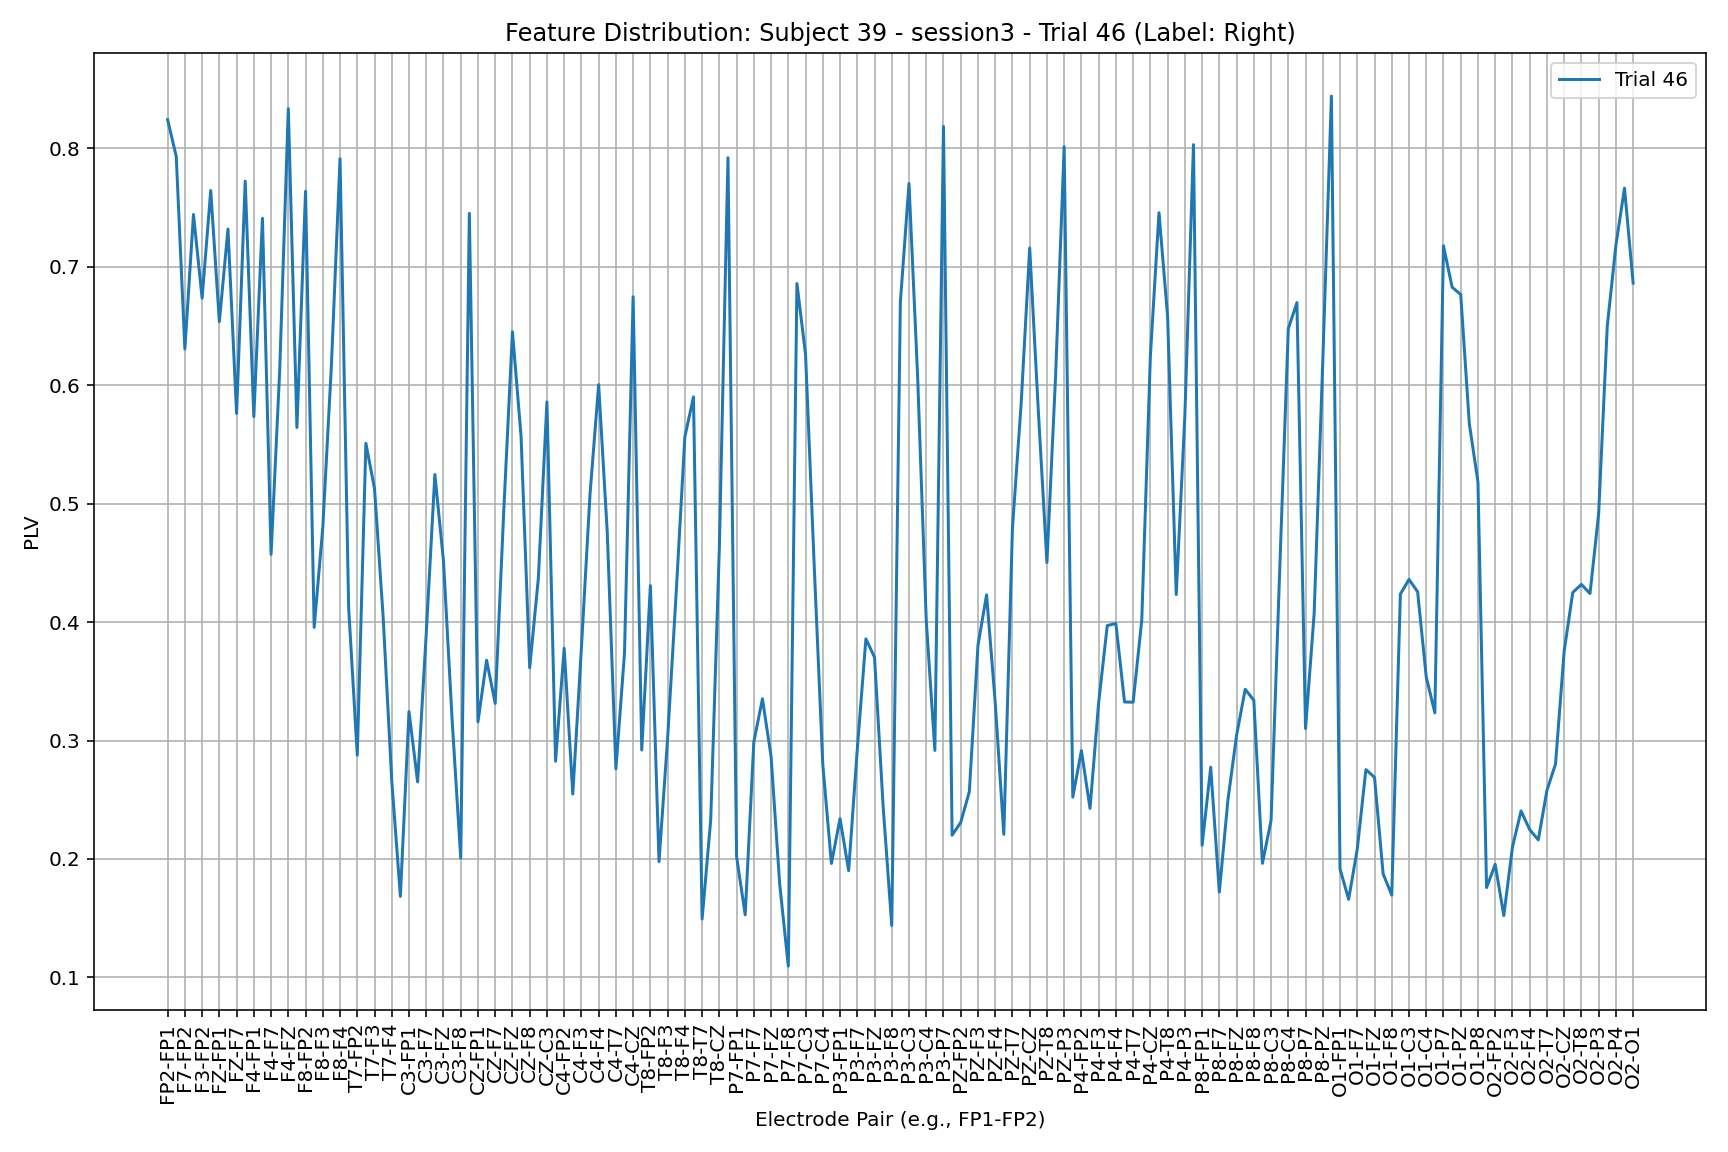 Feature Distribution: Subject 39 - session3 - Trial 46 (Label: Right)
Trial 46
PLV
0.8
0.7
0.6
0.5
0.4
0.3
0.2
0.1
FP2-FP1
F7-FP2
F3-FP2
FZ-FP1
FZ-F7
F4-FP1
F4-F7
F4-FZ
F8-FP2
F8-F3
F8-F4
T7-FP2
T7-F3
T7-F4
C3-FP1
C3-F7
C3-FZ
C3-F8
CZ-FP1
CZ-F7
CZ-FZ
CZ-F8
CZ-C3
C4-FP2
C4-F3
C4-F4
C4-T7
C4-CZ
T8-FP2
T8-F3
T8-F4
T8-T7
T8-CZ
P7-FP1
P7-F7
P7-FZ
P7-F8
P7-C3
P7-C4
P3-FP1
P3-F7
P3-FZ
P3-F8
P3-C3
P3-C4
P3-P7
PZ-FP2
PZ-F3
PZ-F4
PZ-T7
PZ-CZ
PZ-T8
PZ-P3
P4-FP2
P4-F3
P4-F4
P4-T7
P4-CZ
P4-T8
P4-P3
P8-FP1
P8-F7
P8-FZ
P8-F8
P8-C3
P8-C4
P8-P7
P8-PZ
O1-FP1
O1-F7
O1-FZ
O1-F8
O1-C3
O1-C4
O1-P7
O1-PZ
O1-P8
O2-FP2
O2-F3
O2-F4
O2-T7
O2-CZ
O2-T8
O2-P3
O2-P4
O2-O1
Electrode Pair (e.g., FP1-FP2)